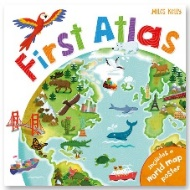 MILES KELLY
First Atlas
Includes a
world map
poster